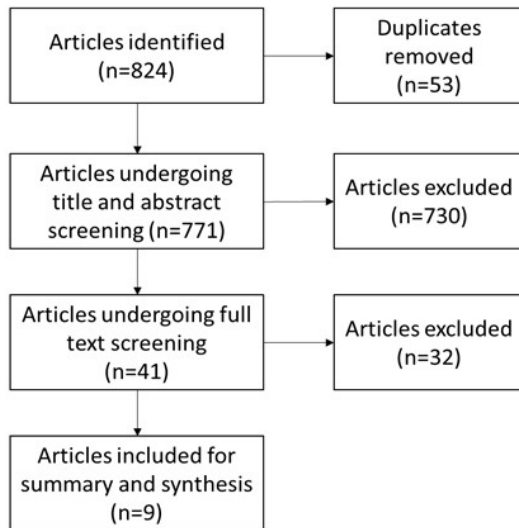 Articles identified
(n=824)
Duplicates
removed
(n=53)
Articles undergoing
title and abstract
screening (n=771)
Articles excluded
(n=730)
Articles undergoing full
text screening
(n=41)
Articles excluded
(n=32)
Articles included for
summary and synthesis
(n=9)